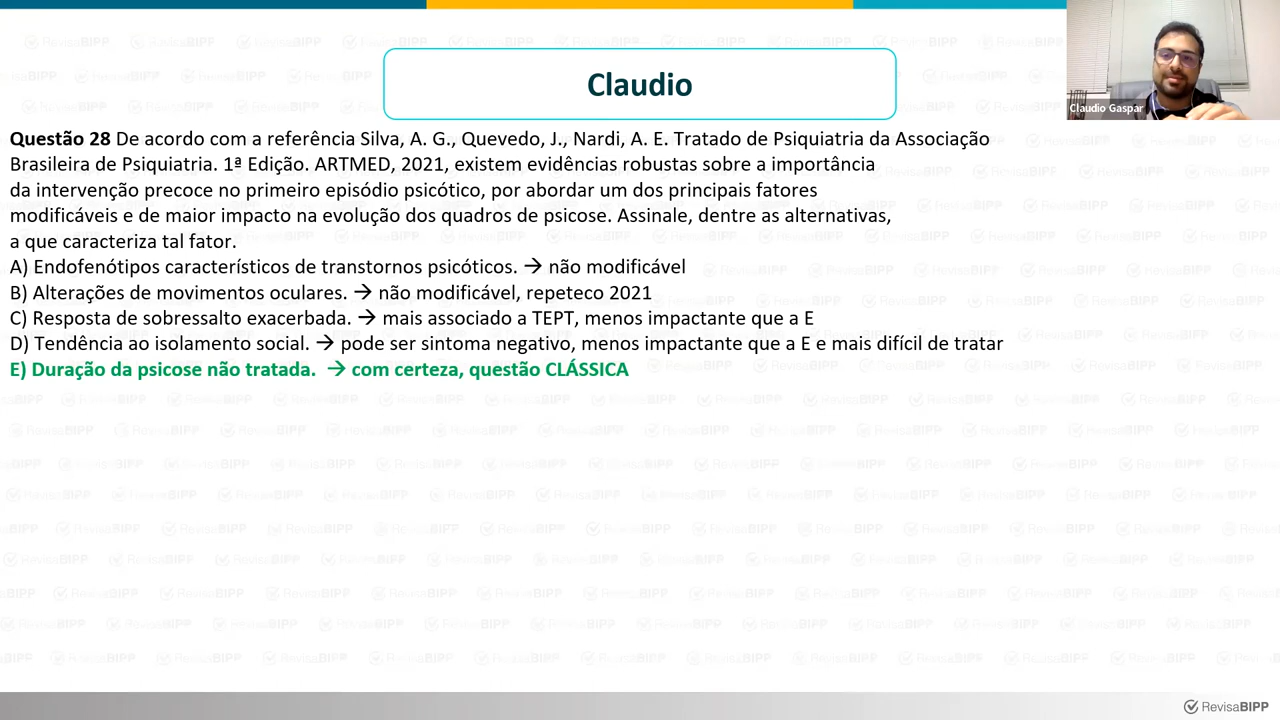 Claudio
Claudio Gaspar
Questão 28 De acordo com a referência Silva, A. G., Quevedo, J., Nardi, A. E. Tratado de Psiquiatria da Associação
Brasileira de Psiquiatria. 1ª Edição. ARTMED, 2021, existem evidências robustas sobre a importância
da intervenção precoce no primeiro episódio psicótico, por abordar um dos principais fatores
modificáveis e de maior impacto na evolução dos quadros de psicose. Assinale, dentre as alternativas,
a que caracteriza tal fator.
A) Endofenótipos característicos de transtornos psicóticos. → não modificável
B) Alterações de movimentos oculares. → não modificável, repeteco 2021
C) Resposta de sobressalto exacerbada. → mais associado a TEPT, menos impactante que a E
D) Tendência ao isolamento social. → pode ser sintoma negativo, menos impactante que a E e mais difícil de tratar
E) Duração da psicose não tratada. → com certeza, questão CLÁSSICA
RevisaBIPP